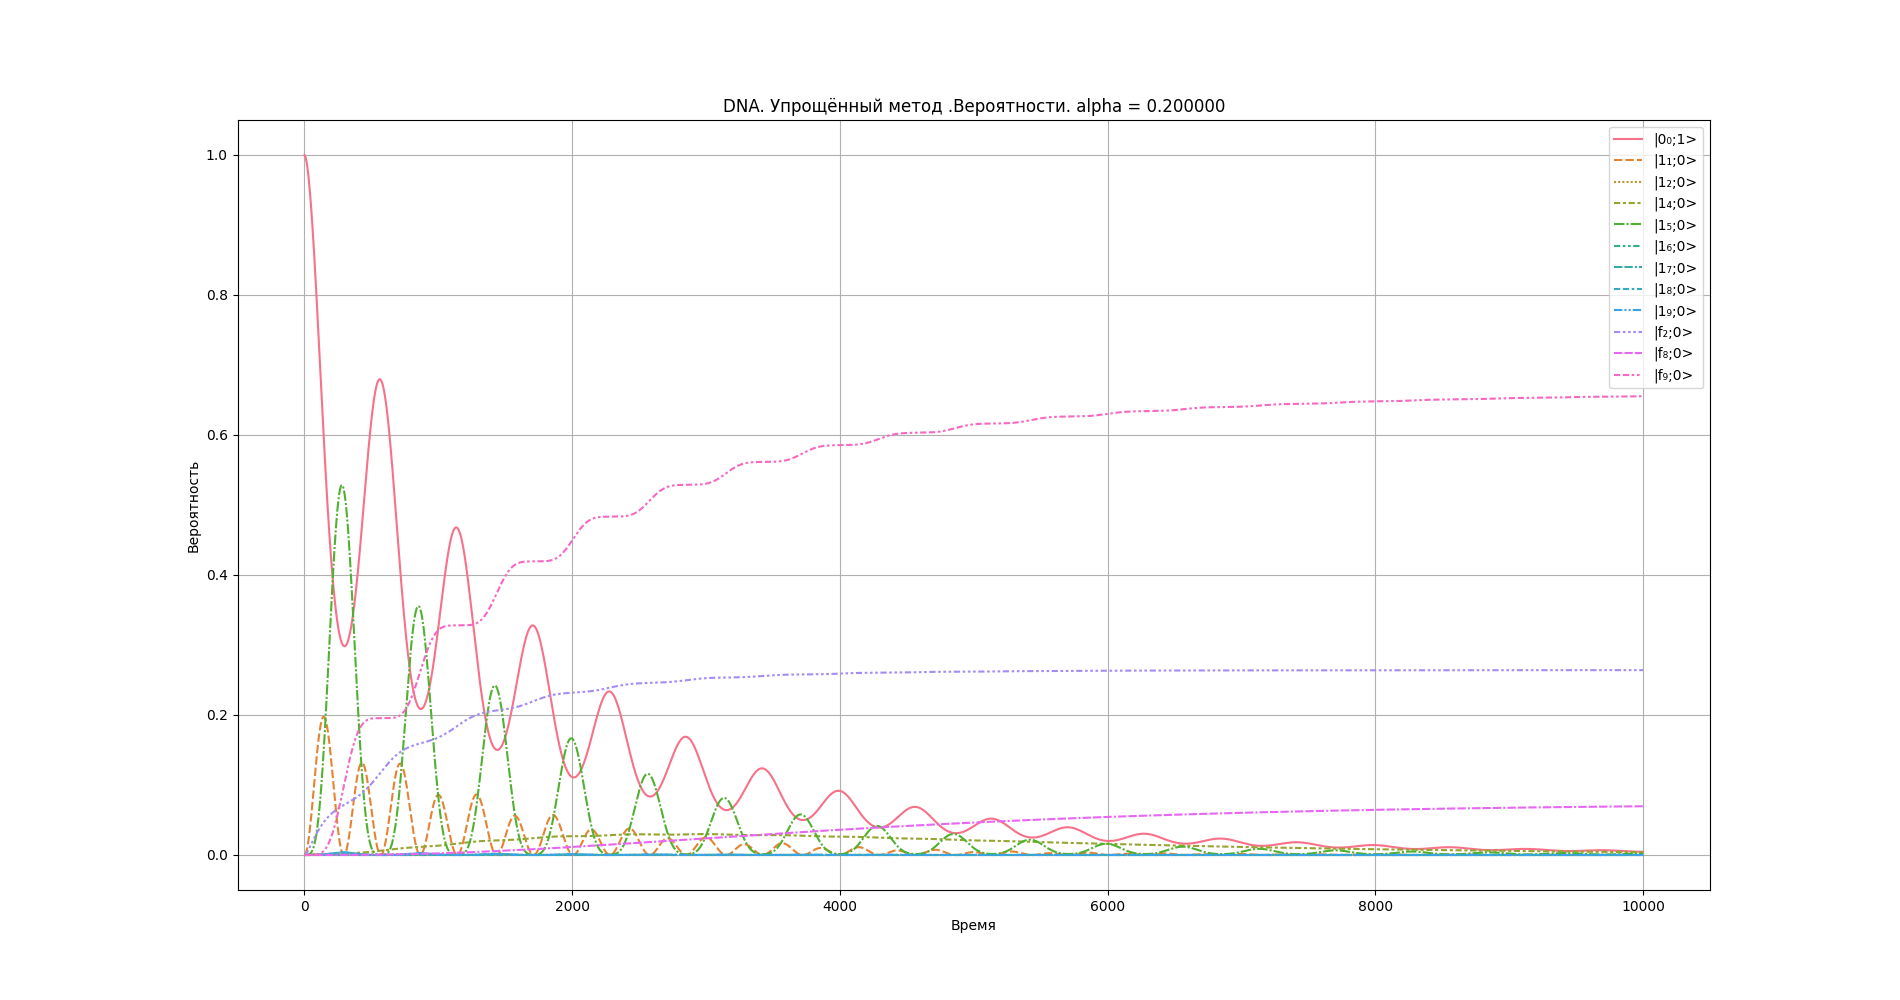 DNA. Упрощённый метод .Вероятности. alpha = 0.200000
|0₀;1>
|1₁;0>
|1₂;0>
|1₄;0>
|1₅;0>
|1₆;0>
|1₇;0>
|1₈;0>
|1₉;0>
|f₂;0>
|f₈;0>
|f₉;0>
1.0
0.8
0.6
0.4
0.2
0.0
Вероятность
0 2000 4000 6000 8000 10000
Время